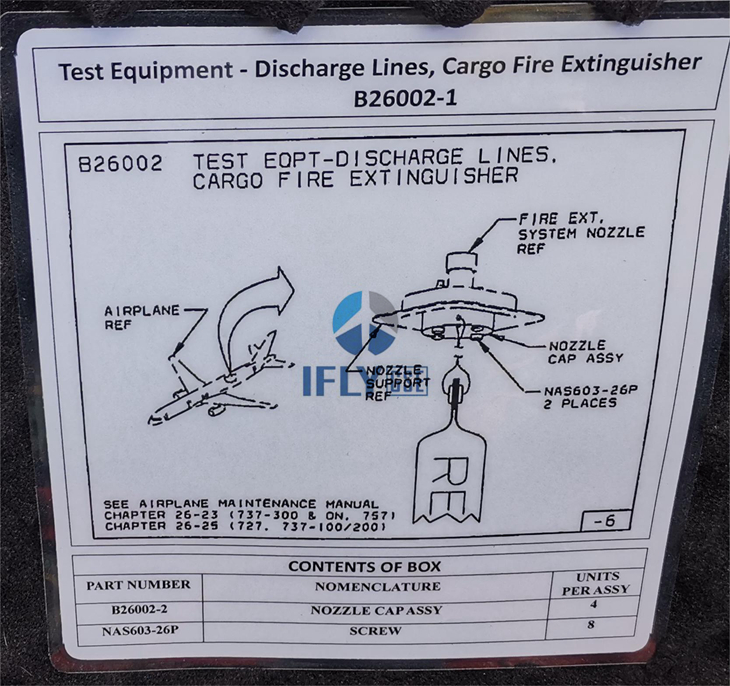 Test Equipment - Discharge Lines, Cargo Fire Extinguisher
B26002-1
B26002 TEST EQPT-DISCHARGE LINES,
CARGO FIRE EXTINGUISHER
FIRE EXT.
SYSTEM NOZZLE
REF
AIRPLANE
REF
NOZZLE
CAP ASSY
NOZZLE
SUPPORT
REF
IFLY
NAS603-26P
2 PLACES
RE
SEE AIRPLANE MAINTENANCE MANUAL
CHAPTER 26-23 (737-300 & ON, 757)
CHAPTER 26-25 (727, 737-100/200)
-6
CONTENTS OF BOX
PART NUMBER NOMENCLATURE UNITS PER ASSY
B26002-2 NOZZLE CAP ASSY 4
NAS603-26P SCREW 8